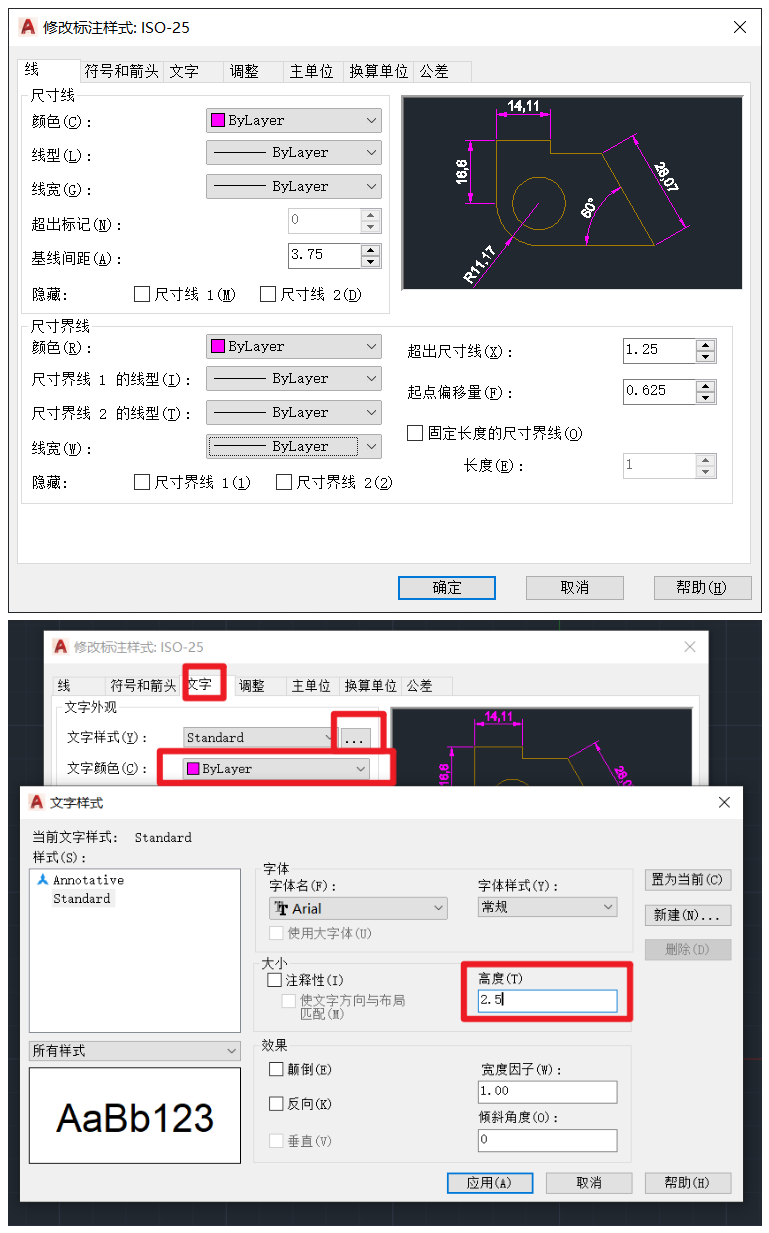 修改标注样式: ISO-25
线 符号和箭头 文字 调整 主单位 换算单位 公差
尺寸线
颜色(C): ByLayer
线型(L): ByLayer
线宽(G): ByLayer
超出标记(N): 0
基线间距(A): 3.75
隐藏: 尺寸线 1(M) 尺寸线 2(D)
14,11
16,6
28,07
60°
R11,17
尺寸界线
颜色(R): ByLayer
尺寸界线 1 的线型(I): ByLayer
尺寸界线 2 的线型(T): ByLayer
线宽(W): ByLayer
隐藏: 尺寸界线 1(1) 尺寸界线 2(2)
超出尺寸线(X): 1.25
起点偏移量(F): 0.625
固定长度的尺寸界线(O)
长度(E): 1
确定 取消 帮助(H)
修改标注样式: ISO-25
线 符号和箭头 文字 调整 主单位 换算单位 公差
文字外观
文字样式(Y): Standard ...
文字颜色(C): ByLayer
14,11
16,6
28,0
文字样式
当前文字样式: Standard
样式(S):
Annotative
Standard
所有样式
AaBb123
字体
字体名(F): 字体样式(Y):
Arial 常规
使用大字体(U)
大小
注释性(I)
使文字方向与布局
匹配(M)
高度(T)
2.5
效果
颠倒(E)
反向(K)
垂直(V)
宽度因子(W):
1.00
倾斜角度(O):
0
置为当前(C)
新建(N)...
删除(D)
应用(A) 取消 帮助(H)